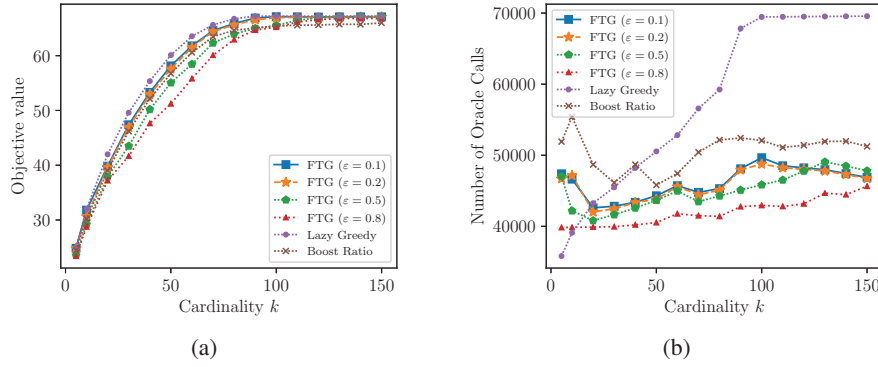 Objective value
60
50
40
30
0
50
100
150
Cardinality k
FTG (ε = 0.1)
FTG (ε = 0.2)
FTG (ε = 0.5)
FTG (ε = 0.8)
Lazy Greedy
Boost Ratio
(a)
Number of Oracle Calls
70000
60000
50000
40000
0
50
100
150
Cardinality k
FTG (ε = 0.1)
FTG (ε = 0.2)
FTG (ε = 0.5)
FTG (ε = 0.8)
Lazy Greedy
Boost Ratio
(b)